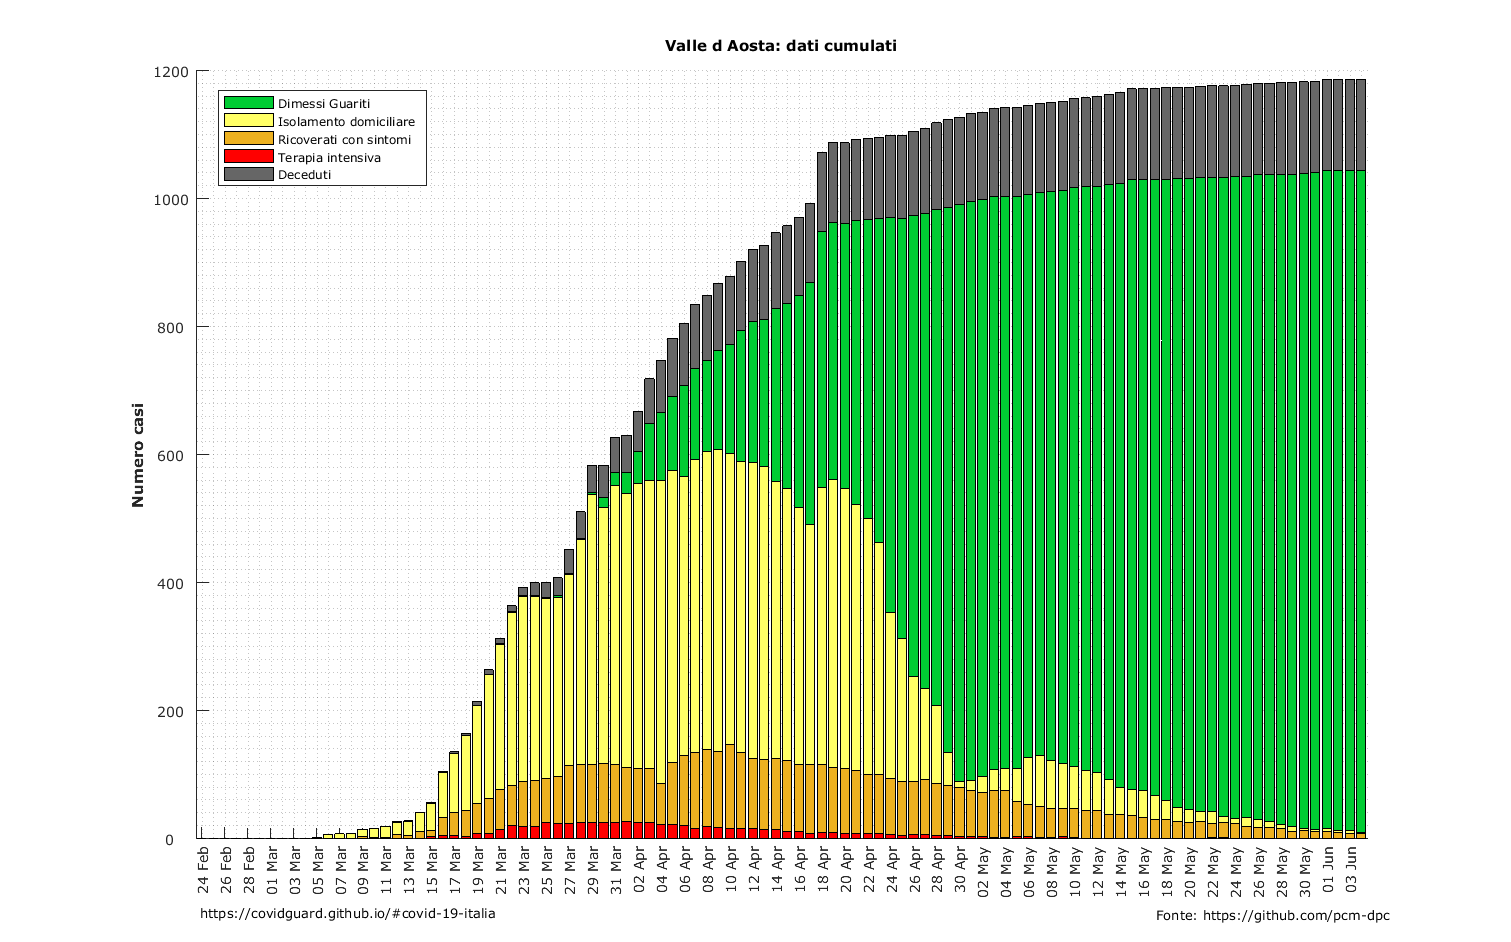 Valle d Aosta: dati cumulati
Dimessi Guariti
Isolamento domiciliare
Ricoverati con sintomi
Terapia intensiva
Deceduti
Numero casi
1200
1000
800
600
400
200
0
24 Feb
26 Feb
28 Feb
01 Mar
03 Mar
05 Mar
07 Mar
09 Mar
11 Mar
13 Mar
15 Mar
17 Mar
19 Mar
21 Mar
23 Mar
25 Mar
27 Mar
29 Mar
31 Mar
02 Apr
04 Apr
06 Apr
08 Apr
10 Apr
12 Apr
14 Apr
16 Apr
18 Apr
20 Apr
22 Apr
24 Apr
26 Apr
28 Apr
30 Apr
02 May
04 May
06 May
08 May
10 May
12 May
14 May
16 May
18 May
20 May
22 May
24 May
26 May
28 May
30 May
01 Jun
03 Jun
https://covidguard.github.io/#covid-19-italia
Fonte: https://github.com/pcm-dpc